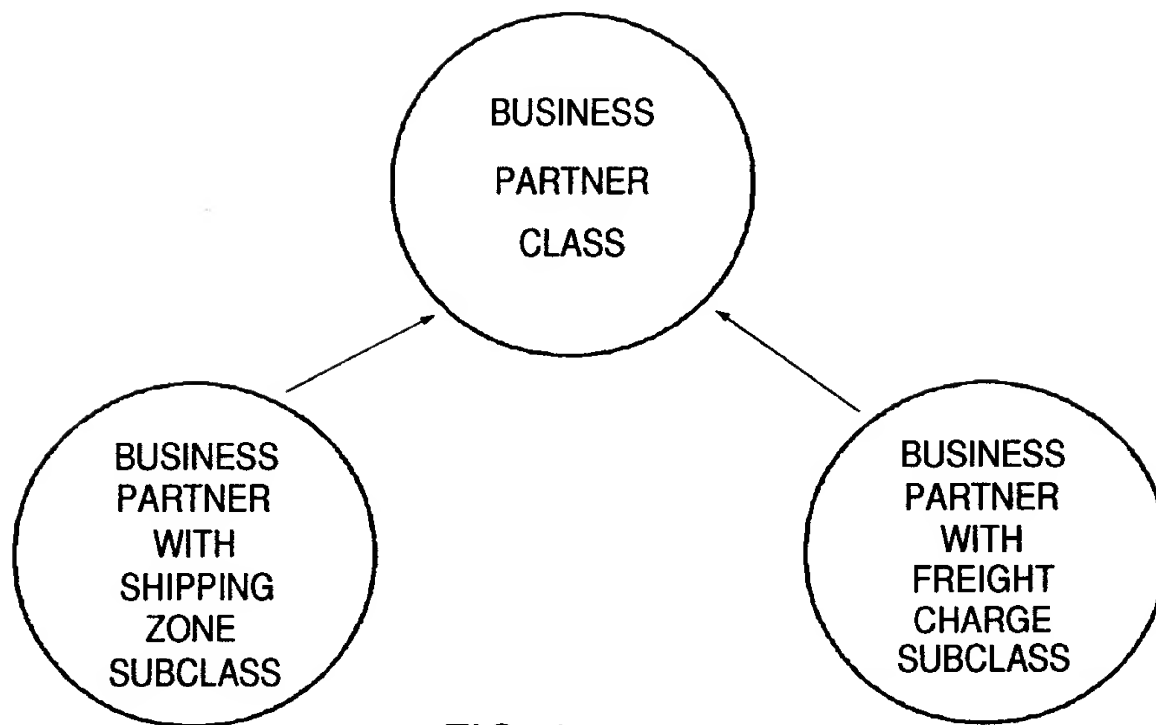 BUSINESS
PARTNER
CLASS
BUSINESS
PARTNER
WITH
SHIPPING
ZONE
SUBCLASS
BUSINESS
PARTNER
WITH
FREIGHT
CHARGE
SUBCLASS